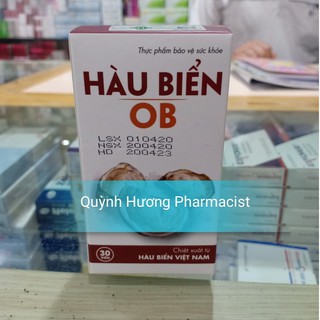 Thực phẩm bảo vệ sức khỏe
HÀU BIỂN
OB
LSX 010420
NSX 200420
HD 200423
Quỳnh Hương Pharmacist
30
Chiết xuất từ
HÀU BIỂN VIỆT NAM